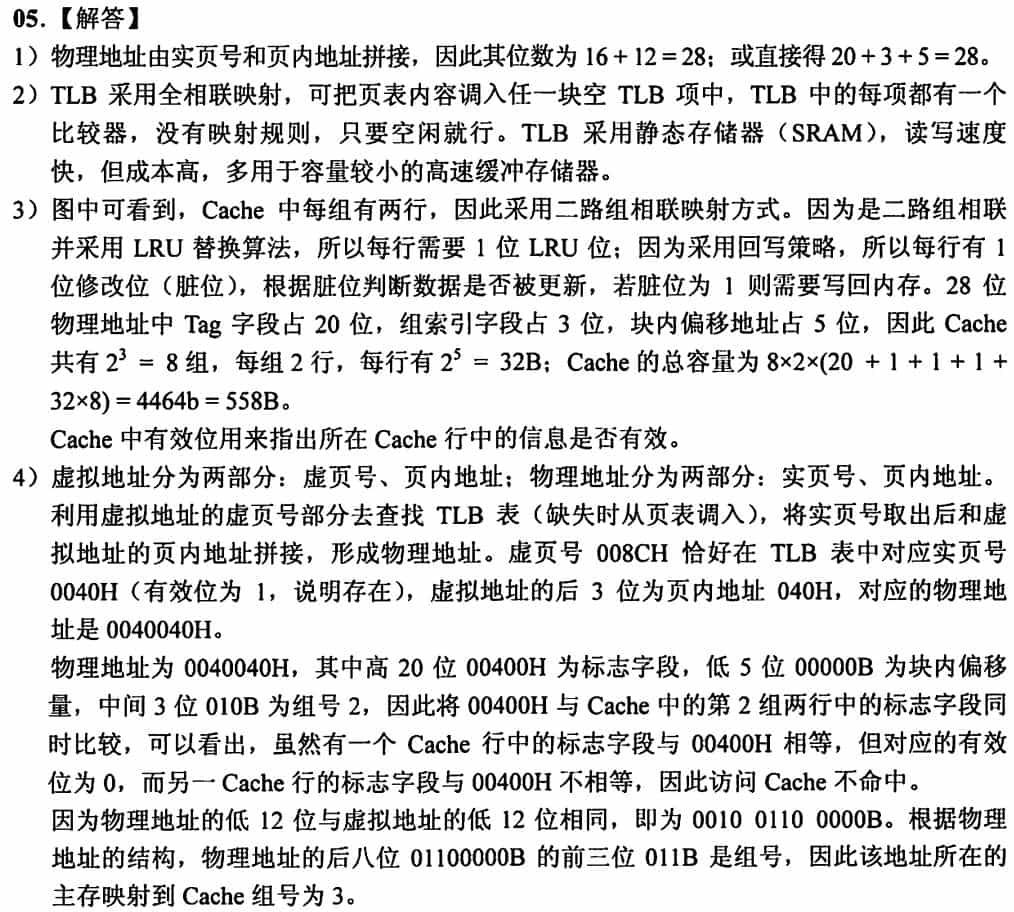 05.【解答】
1）物理地址由实页号和页内地址拼接，因此其位数为 16 + 12 = 28；或直接得 20 + 3 + 5 = 28。
2）TLB 采用全相联映射，可把页表内容调入任一块空 TLB 项中，TLB 中的每项都有一个
比较器，没有映射规则，只要空闲就行。TLB 采用静态存储器（SRAM），读写速度
快，但成本高，多用于容量较小的高速缓冲存储器。
3）图中可看到，Cache 中每组有两行，因此采用二路组相联映射方式。因为是二路组相联
并采用 LRU 替换算法，所以每行需要 1 位 LRU 位；因为采用回写策略，所以每行有 1
位修改位（脏位），根据脏位判断数据是否被更新，若脏位为 1 则需要写回内存。28 位
物理地址中 Tag 字段占 20 位，组索引字段占 3 位，块内偏移地址占 5 位，因此 Cache
共有 2³ = 8 组，每组 2 行，每行有 2⁵ = 32B；Cache 的总容量为 8×2×(20 + 1 + 1 + 1 +
32×8) = 4464b = 558B。
Cache 中有效位用来指出所在 Cache 行中的信息是否有效。
4）虚拟地址分为两部分：虚页号、页内地址；物理地址分为两部分：实页号、页内地址。
利用虚拟地址的虚页号部分去查找 TLB 表（缺失时从页表调入），将实页号取出后和虚
拟地址的页内地址拼接，形成物理地址。虚页号 008CH 恰好在 TLB 表中对应实页号
0040H（有效位为 1，说明存在），虚拟地址的后 3 位为页内地址 040H，对应的物理地
址是 0040040H。
物理地址为 0040040H，其中高 20 位 00400H 为标志字段，低 5 位 00000B 为块内偏移
量，中间 3 位 010B 为组号 2，因此将 00400H 与 Cache 中的第 2 组两行中的标志字段同
时比较，可以看出，虽然有一个 Cache 行中的标志字段与 00400H 相等，但对应的有效
位为 0，而另一 Cache 行的标志字段与 00400H 不相等，因此访问 Cache 不命中。
因为物理地址的低 12 位与虚拟地址的低 12 位相同，即为 0010 0110 0000B。根据物理
地址的结构，物理地址的后八位 01100000B 的前三位 011B 是组号，因此该地址所在的
主存映射到 Cache 组号为 3。